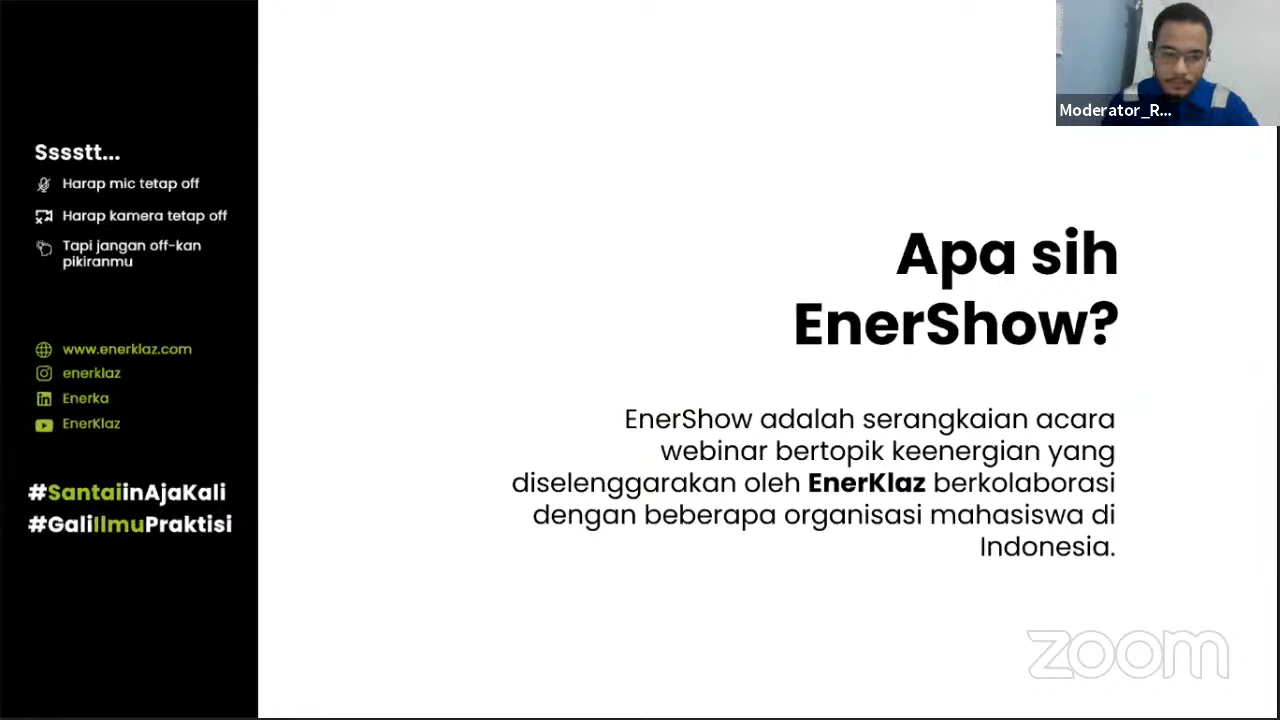 Sssstt...
Harap mic tetap off
Harap kamera tetap off
Tapi jangan off-kan
pikiranmu
www.enerklaz.com
enerklaz
Enerka
EnerKlaz
#SantaiinAjaKali
#GaliIlmuPraktisi
Moderator_R...
Apa sih
EnerShow?
EnerShow adalah serangkaian acara
webinar bertopik keenergian yang
diselenggarakan oleh EnerKlaz berkolaborasi
dengan beberapa organisasi mahasiswa di
Indonesia.
zoom